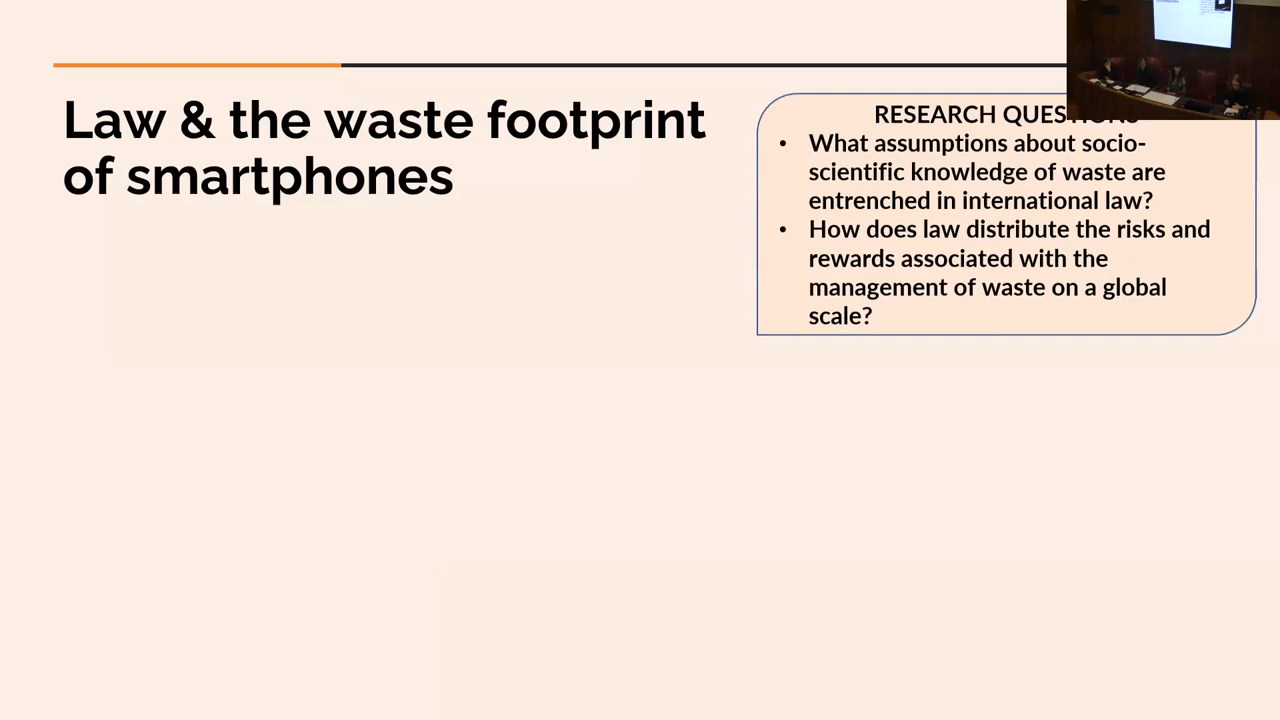 Law & the waste footprint
of smartphones
RESEARCH QUESTIONS
• What assumptions about socio-
scientific knowledge of waste are
entrenched in international law?
• How does law distribute the risks and
rewards associated with the
management of waste on a global
scale?